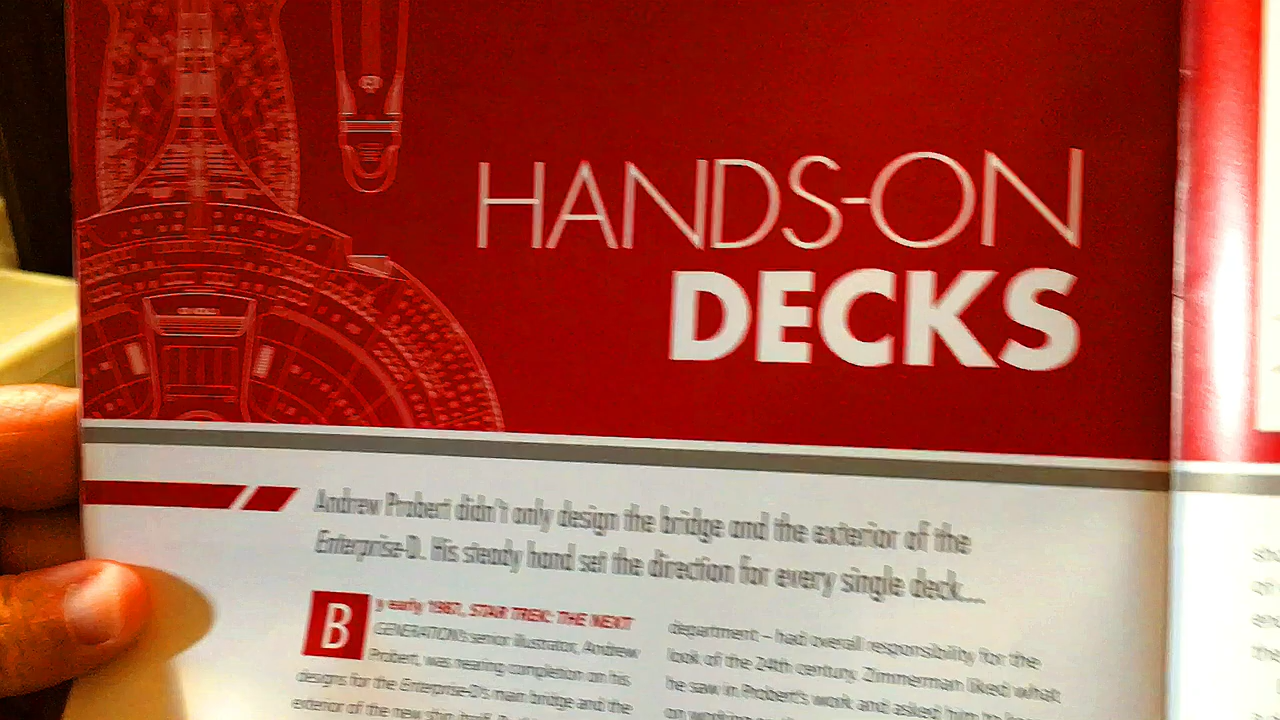 HANDS-ON
DECKS
Andrew Probert didn't only design the bridge and the exterior of the
Enterprise-D. His steady hand set the direction for every single deck...
By early 1987, STAR TREK: THE NEXT
GENERATION's senior illustrator, Andrew
Probert, was nearing completion on his
designs for the Enterprise-D's main bridge and the
exterior of the new ship itself.
department – had overall responsibility for the
look of the 24th century. Zimmerman liked what
he saw in Probert's work and asked him to
on working